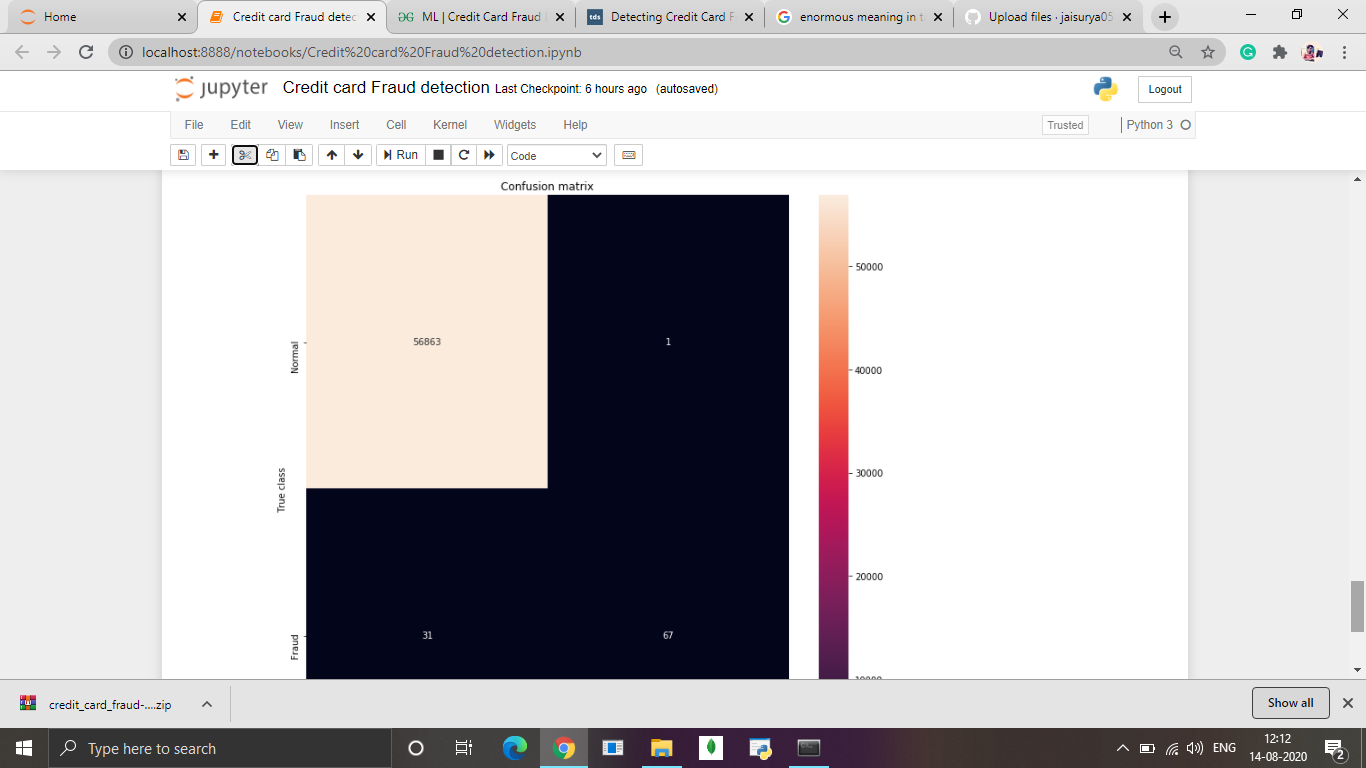 Home
Credit card Fraud detec
ML | Credit Card Fraud
Detecting Credit Card F
enormous meaning in t
Upload files · jaisurya05
localhost:8888/notebooks/Credit%20card%20Fraud%20detection.ipynb
jupyter Credit card Fraud detection Last Checkpoint: 6 hours ago (autosaved)
Logout
File Edit View Insert Cell Kernel Widgets Help
Trusted
Python 3
Run
Code
Confusion matrix
Normal
56863 1
True class
Fraud
31 67
50000
40000
30000
20000
10000
credit_card_fraud-....zip
Show all
Type here to search
ENG
12:12
14-08-2020
2